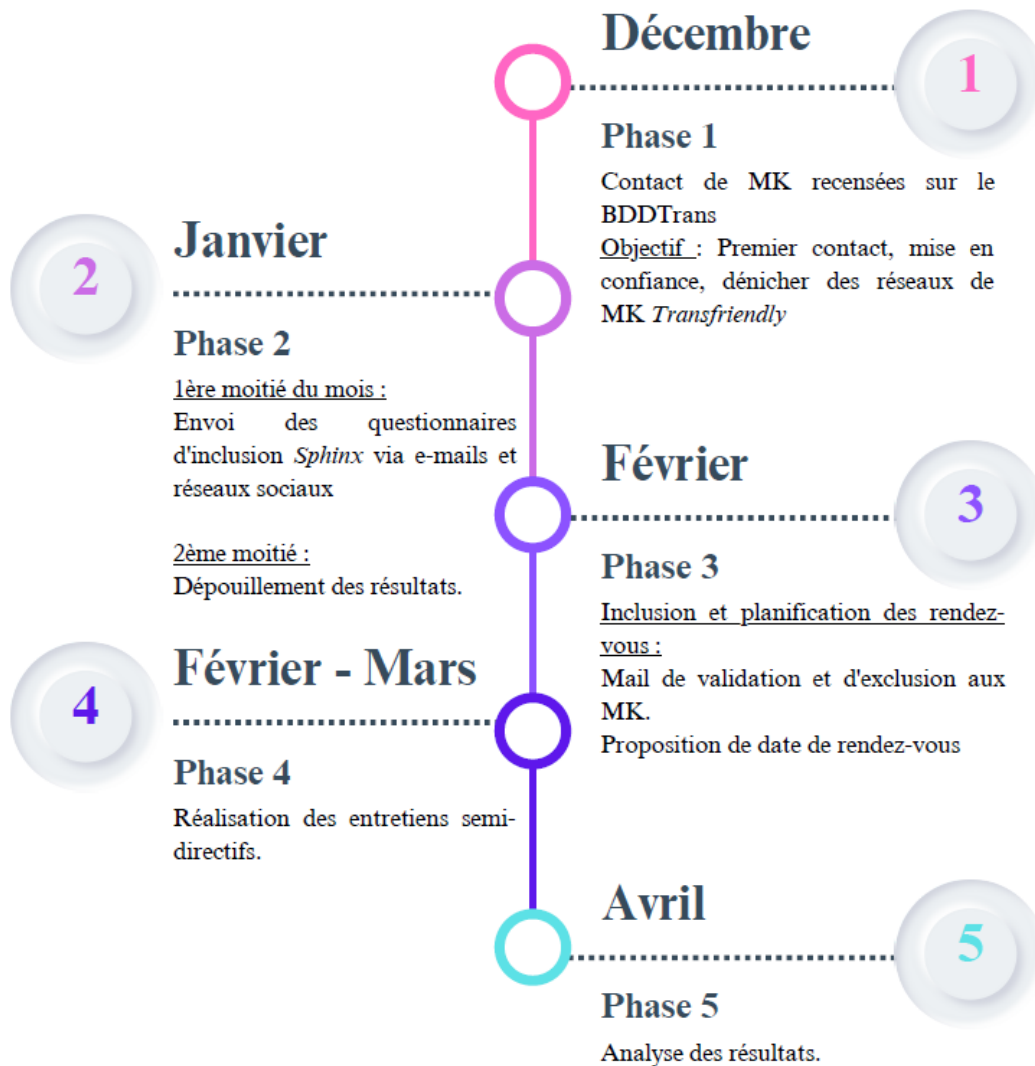 Décembre
1
Phase 1
Contact de MK recensées sur le
BDDTrans
Objectif : Premier contact, mise en
confiance, dénicher des réseaux de
MK Transfriendly
Janvier
2
Phase 2
1ère moitié du mois :
Envoi des questionnaires
d'inclusion Sphinx via e-mails et
réseaux sociaux
2ème moitié :
Dépouillement des résultats.
Février
3
Phase 3
Inclusion et planification des rendez-
vous :
Mail de validation et d'exclusion aux
MK.
Proposition de date de rendez-vous
Février - Mars
4
Phase 4
Réalisation des entretiens semi-
directifs.
Avril
5
Phase 5
Analyse des résultats.